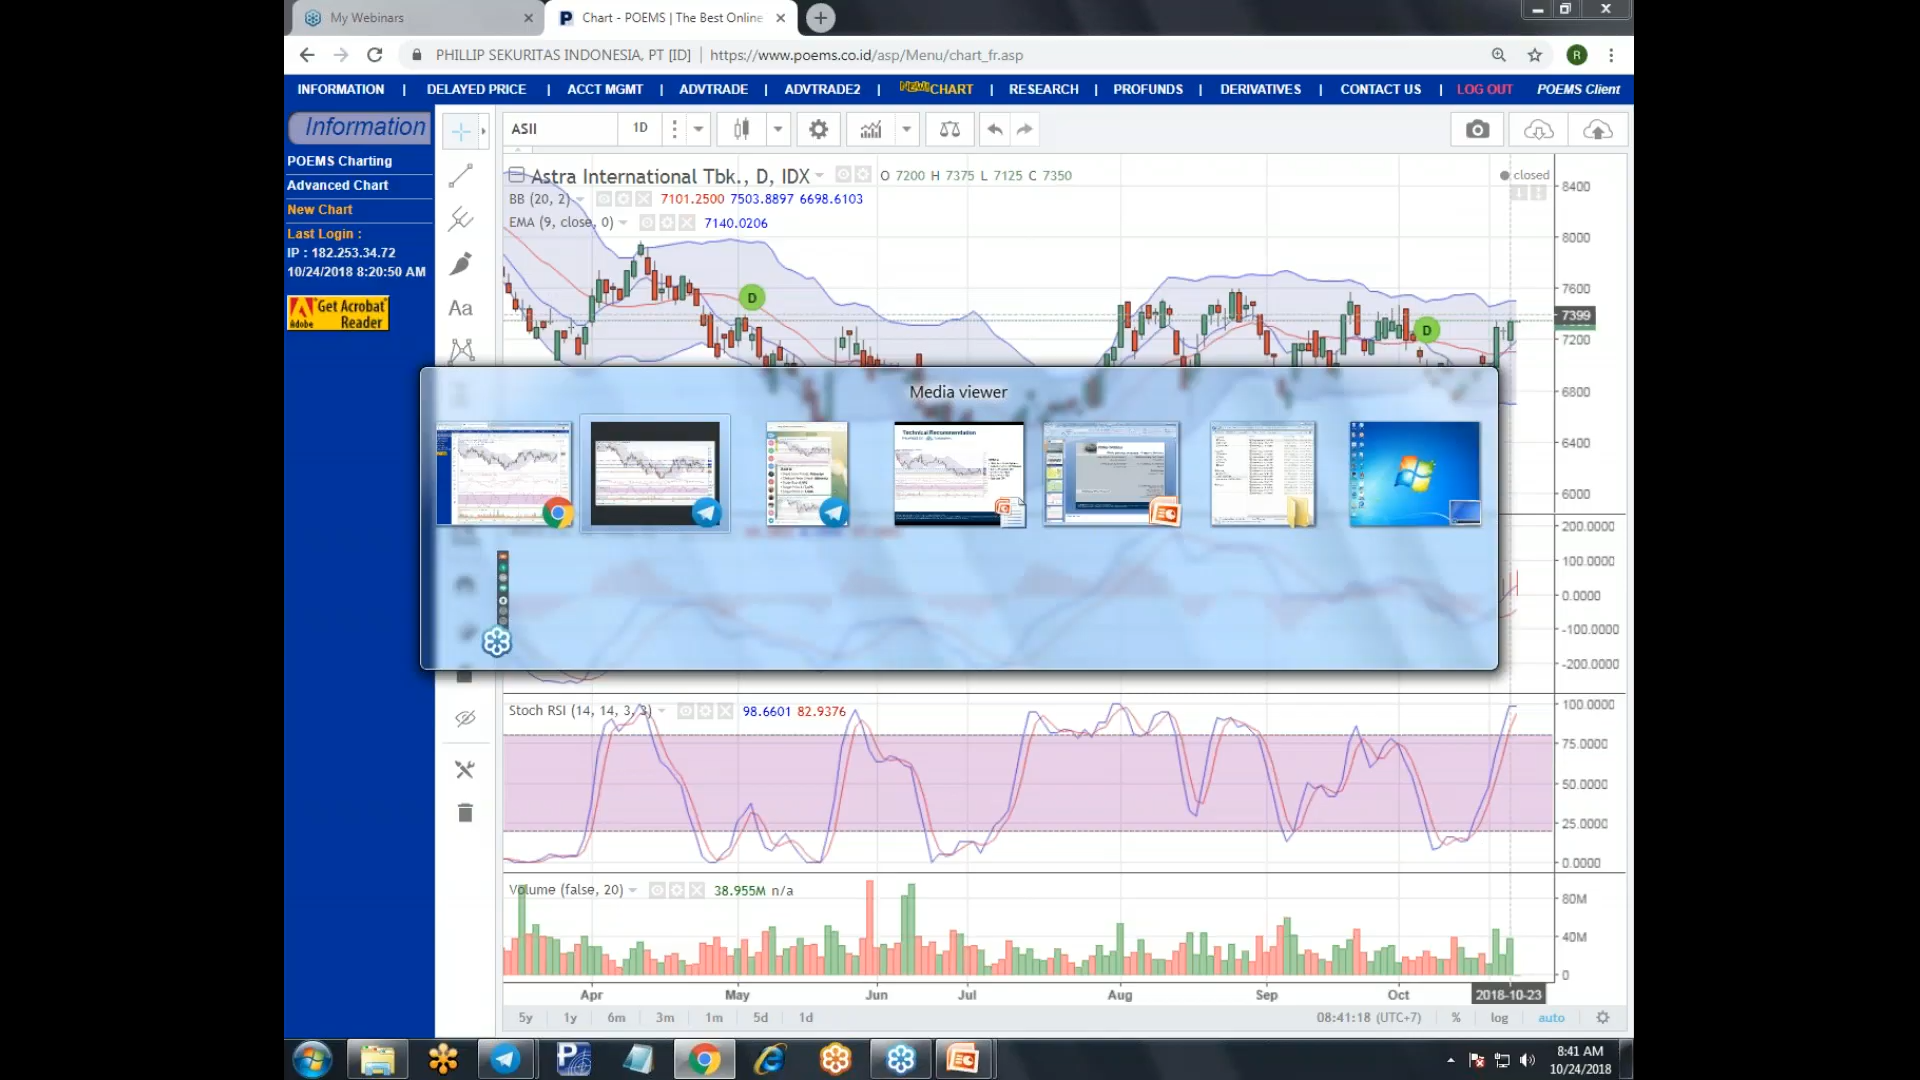 My Webinars
Chart - POEMS | The Best Online
PHILLIP SEKURITAS INDONESIA, PT [ID] | https://www.poems.co.id/asp/Menu/chart_fr.asp
INFORMATION | DELAYED PRICE | ACCT MGMT | ADVTRADE | ADVTRADE2 | NEW! CHART | RESEARCH | PROFUNDS | DERIVATIVES | CONTACT US | LOG OUT POEMS Client
Information
POEMS Charting
Advanced Chart
New Chart
Last Login :
IP : 182.253.34.72
10/24/2018 8:20:50 AM
Get Acrobat
Adobe Reader
ASII 1D
Astra International Tbk., D, IDX O 7200 H 7375 L 7125 C 7350
closed
BB (20, 2) 7101.2500 7503.8897 6698.6103
EMA (9, close, 0) 7140.0206
Aa
D
D
8400
8000
7600
7399
7200
6800
6400
6000
Media viewer
Technical Recommendation
200.0000
100.0000
0.0000
-100.0000
-200.0000
Stoch RSI (14, 14, 3, 3) 98.6601 82.9376
100.0000
75.0000
50.0000
25.0000
0.0000
Volume (false, 20) 38.955M n/a
80M
40M
0
Apr May Jun Jul Aug Sep Oct 2018-10-23
5y 1y 6m 3m 1m 5d 1d 08:41:18 (UTC+7) % log auto
8:41 AM
10/24/2018